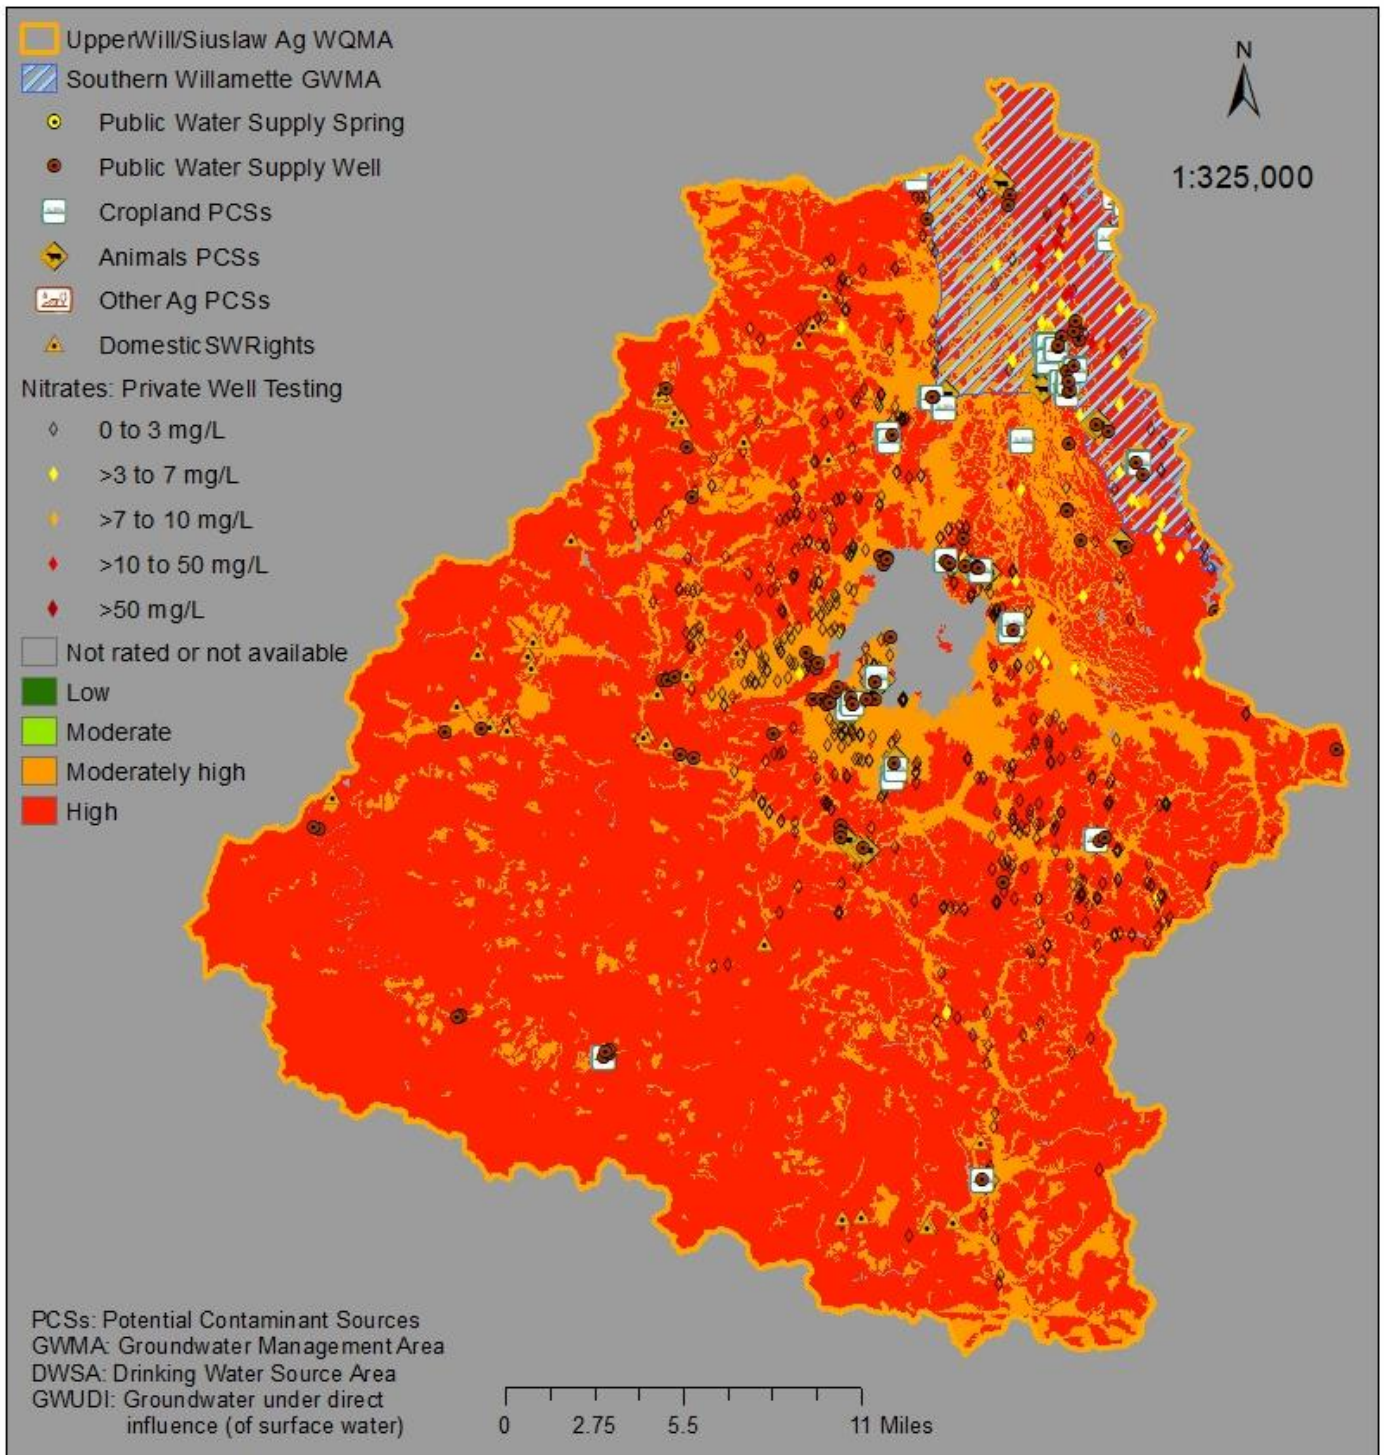 UpperWill/Siuslaw Ag WQMA
Southern Willamette GWMA
Public Water Supply Spring
Public Water Supply Well
Cropland PCSs
Animals PCSs
Other Ag PCSs
DomesticSWRights
Nitrates: Private Well Testing
0 to 3 mg/L
>3 to 7 mg/L
>7 to 10 mg/L
>10 to 50 mg/L
>50 mg/L
Not rated or not available
Low
Moderate
Moderately high
High
N
1:325,000
PCSs: Potential Contaminant Sources
GWMA: Groundwater Management Area
DWSA: Drinking Water Source Area
GWUDI: Groundwater under direct
influence (of surface water)
0 2.75 5.5 11 Miles